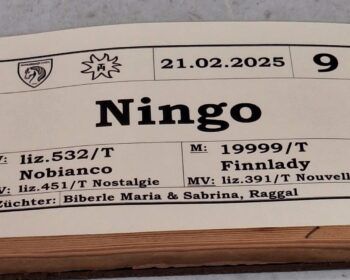 21.02.2025 9
Ningo
V: liz.532/T M: 19999/T
Nobianco Finnlady
V: liz.451/T Nostalgie MV: liz.391/T Nouvell
Züchter: Biberle Maria & Sabrina, Raggal